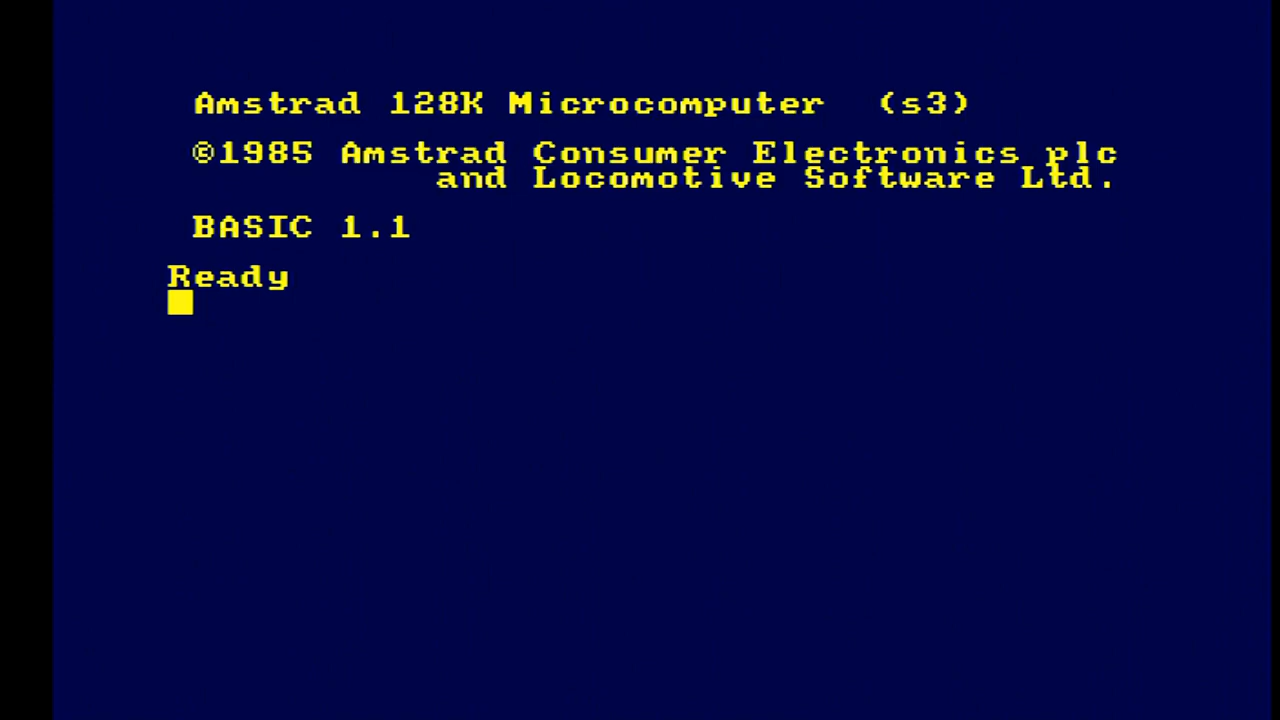 Amstrad 128K Microcomputer (s3)
©1985 Amstrad Consumer Electronics plc
and Locomotive Software Ltd.
BASIC 1.1
Ready